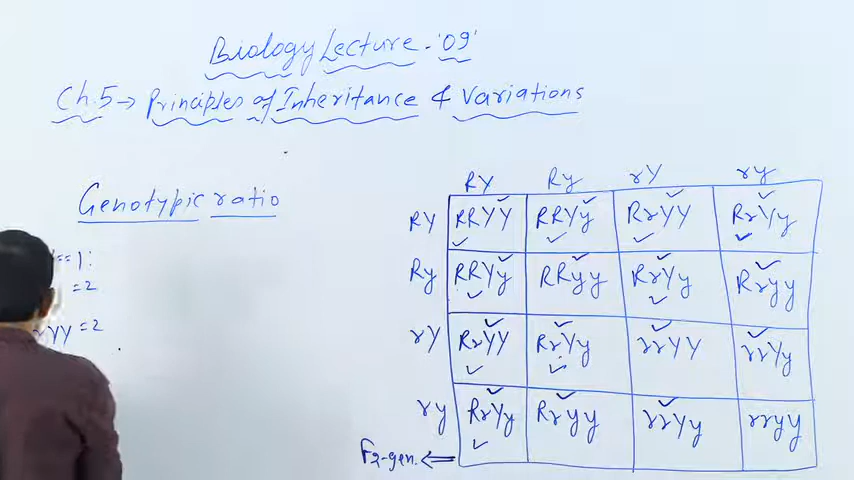 Biology Lecture - '09'
Ch.5 → Principles of Inheritance & Variations
Genotypic ratio
= 1:
= 2
YY = 2
RY Ry rY ry
RY RRYY RRYy RrYY RrYy
Ry RRYy RRyy RrYy Rryy
rY RrYY RrYy rrYY rrYy
ry RrYy Rryy rrYy rryy
F2-gen. ⇐